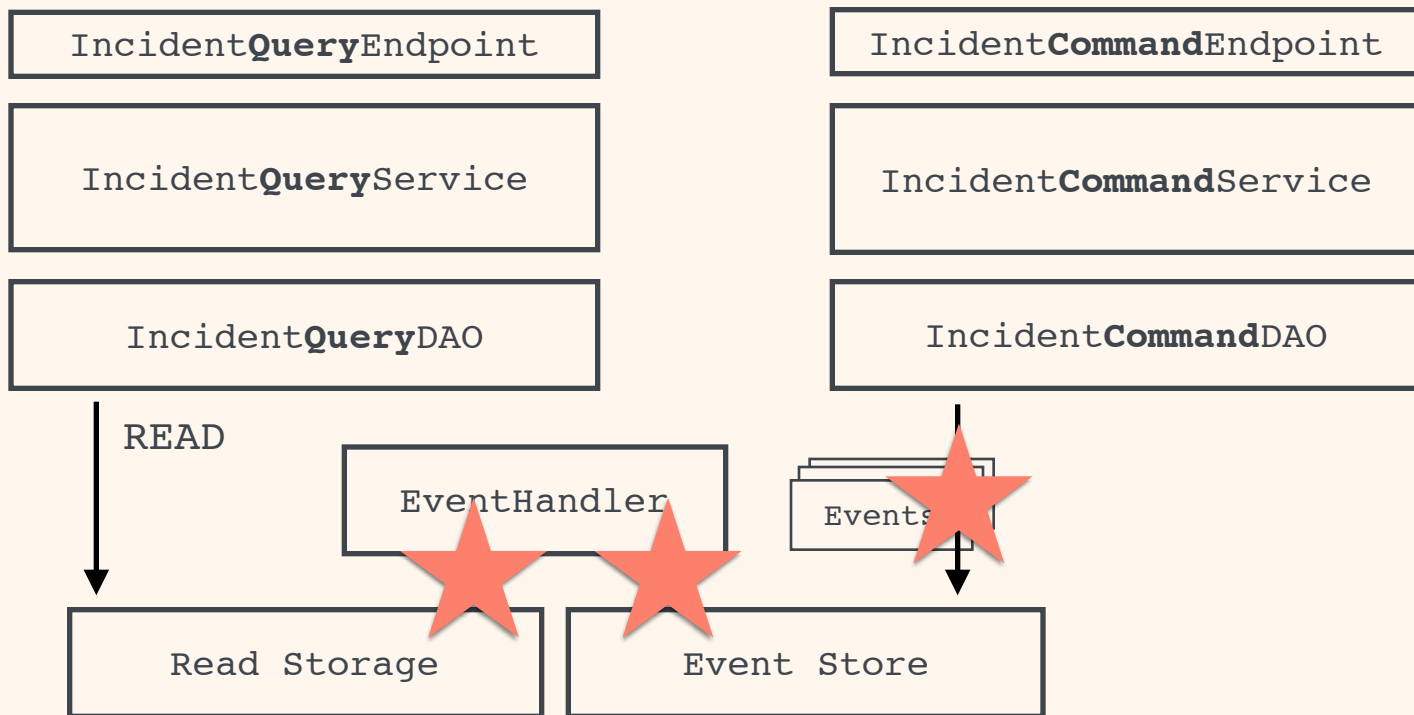 IncidentQueryEndpoint
IncidentCommandEndpoint
IncidentQueryService
IncidentCommandService
IncidentQueryDAO
IncidentCommandDAO
READ
EventHandler
Events
Read Storage
Event Store